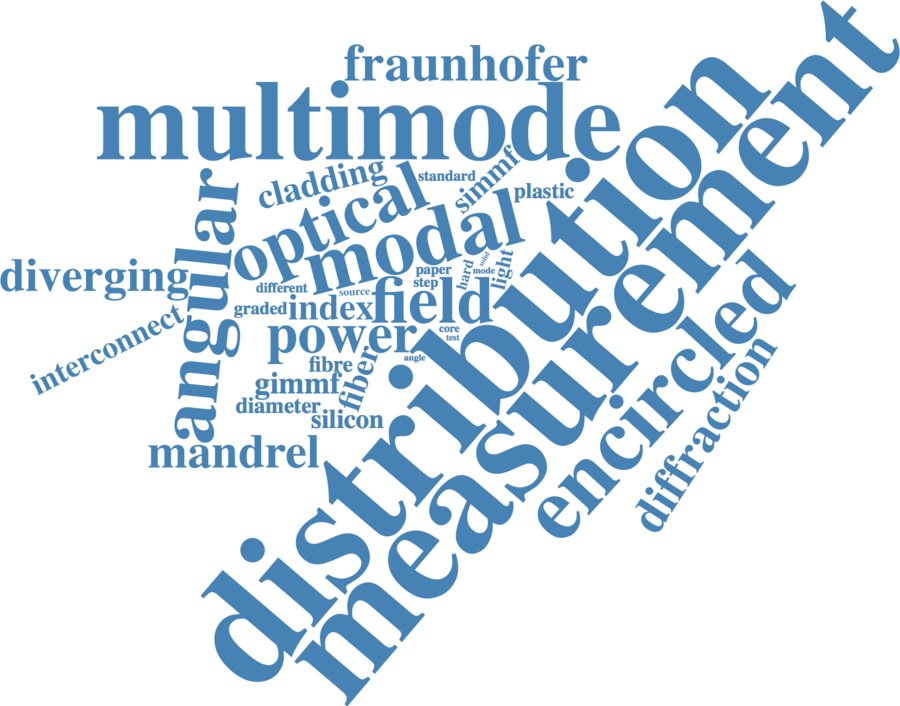 fraunhofer
multimode
distribution
measurement
cladding
standard
simmf
plastic
optical
modal
angular
diverging
interconnect
different
source
paper
step
hard
solid
mode
light
graded
index
field
power
core
test
angle
fibre
fiber
gimmf
diameter
silicon
mandrel
encircled
diffraction